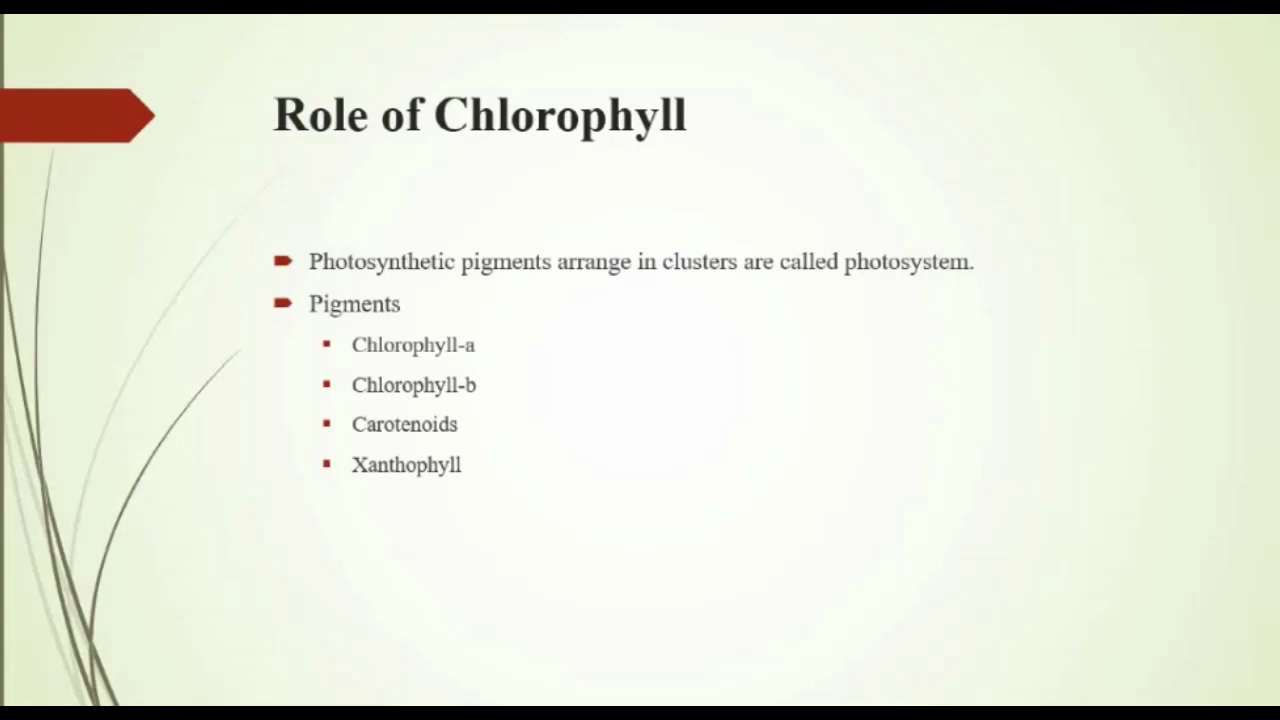 Role of Chlorophyll
Photosynthetic pigments arrange in clusters are called photosystem.
Pigments
Chlorophyll-a
Chlorophyll-b
Carotenoids
Xanthophyll